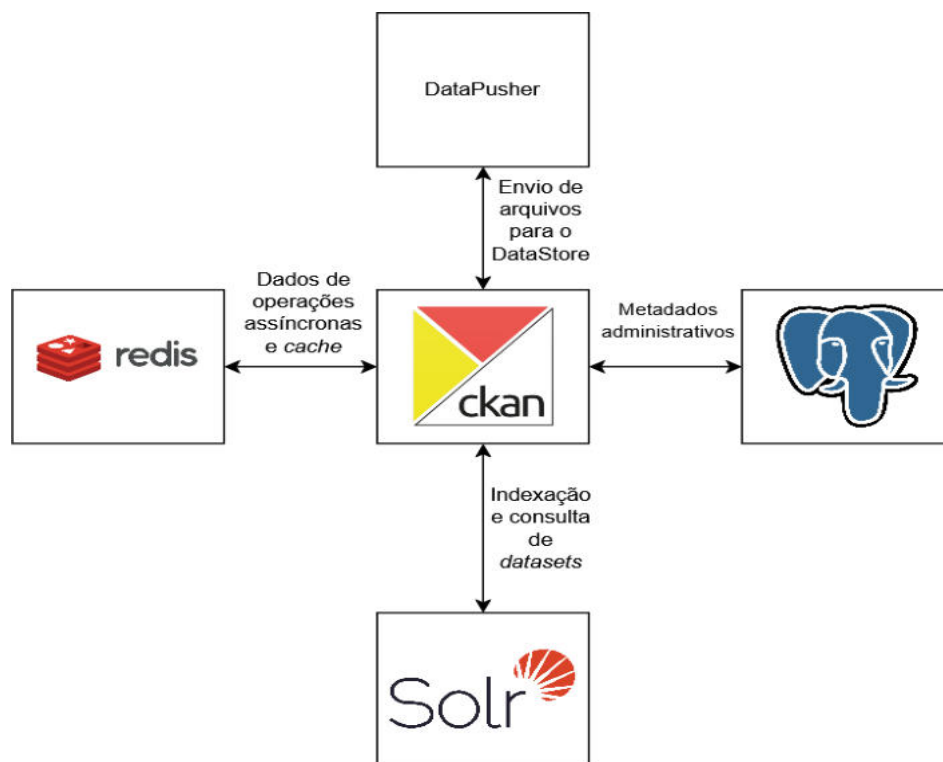 DataPusher
Envio de
arquivos
para o
DataStore
Dados de
operações
assíncronas
e cache
redis
ckan
Metadados
administrativos
Indexação
e consulta
de
datasets
Solr